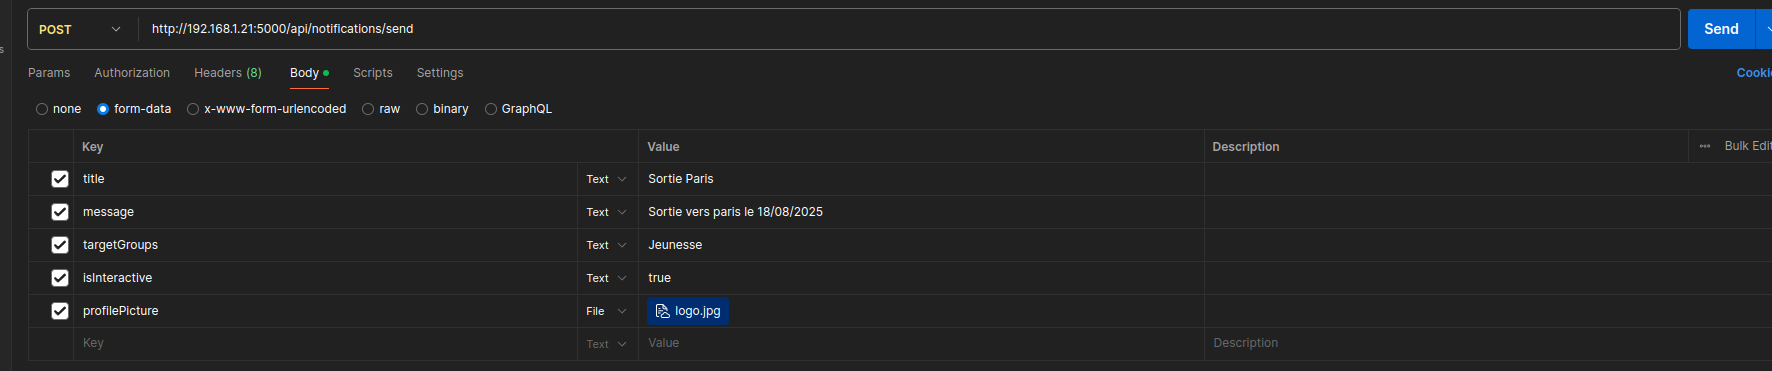 POST http://192.168.1.21:5000/api/notifications/send Send
s
Params Authorization Headers (8) Body Scripts Settings Cooki
none form-data x-www-form-urlencoded raw binary GraphQL
Key Value Description ••• Bulk Edit
title Text Sortie Paris
message Text Sortie vers paris le 18/08/2025
targetGroups Text Jeunesse
isInteractive Text true
profilePicture File logo.jpg
Key Text Value Description